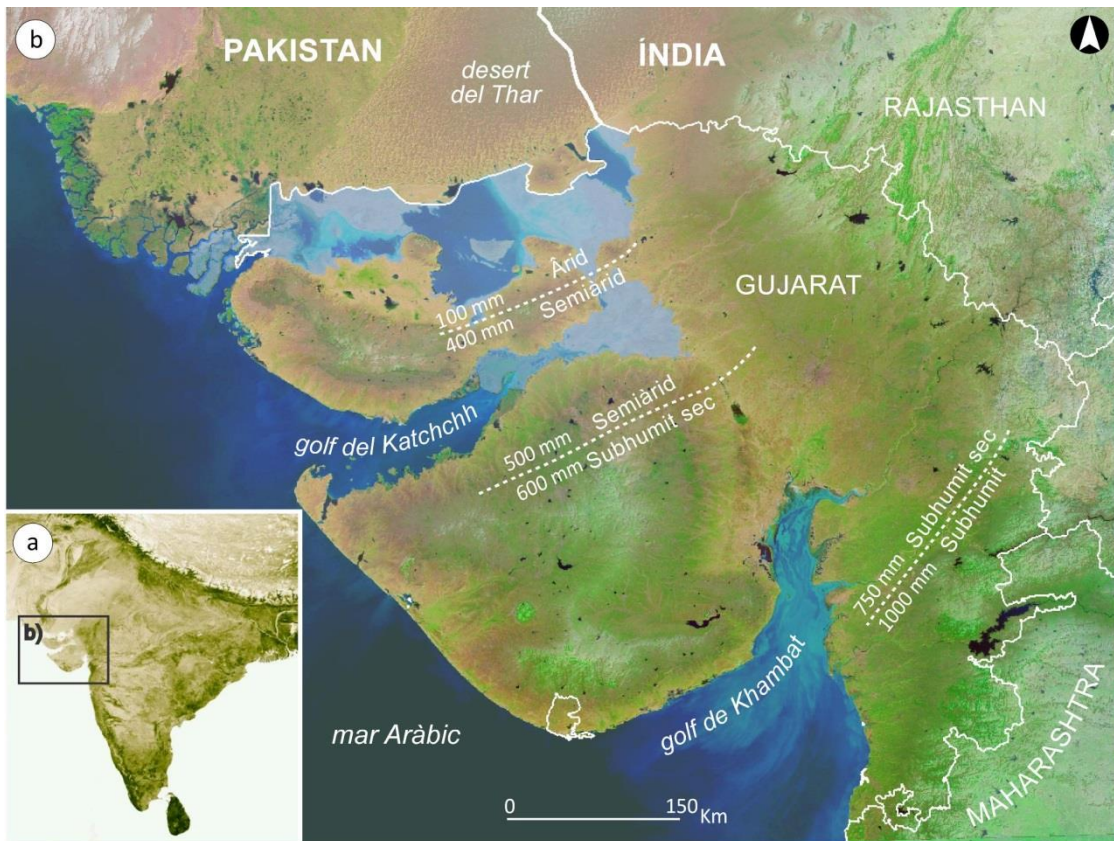 b
PAKISTAN
ÍNDIA
desert
del Thar
RAJASTHAN
GUJARAT
Àrid
100 mm
Semiàrid
400 mm
golf del Katchchh
500 mm Semiàrid
600 mm Subhumit sec
750 mm Subhumit sec
1000 mm Subhumit
a
b)
mar Aràbic
golf de Khambat
MAHARASHTRA
0 150
Km